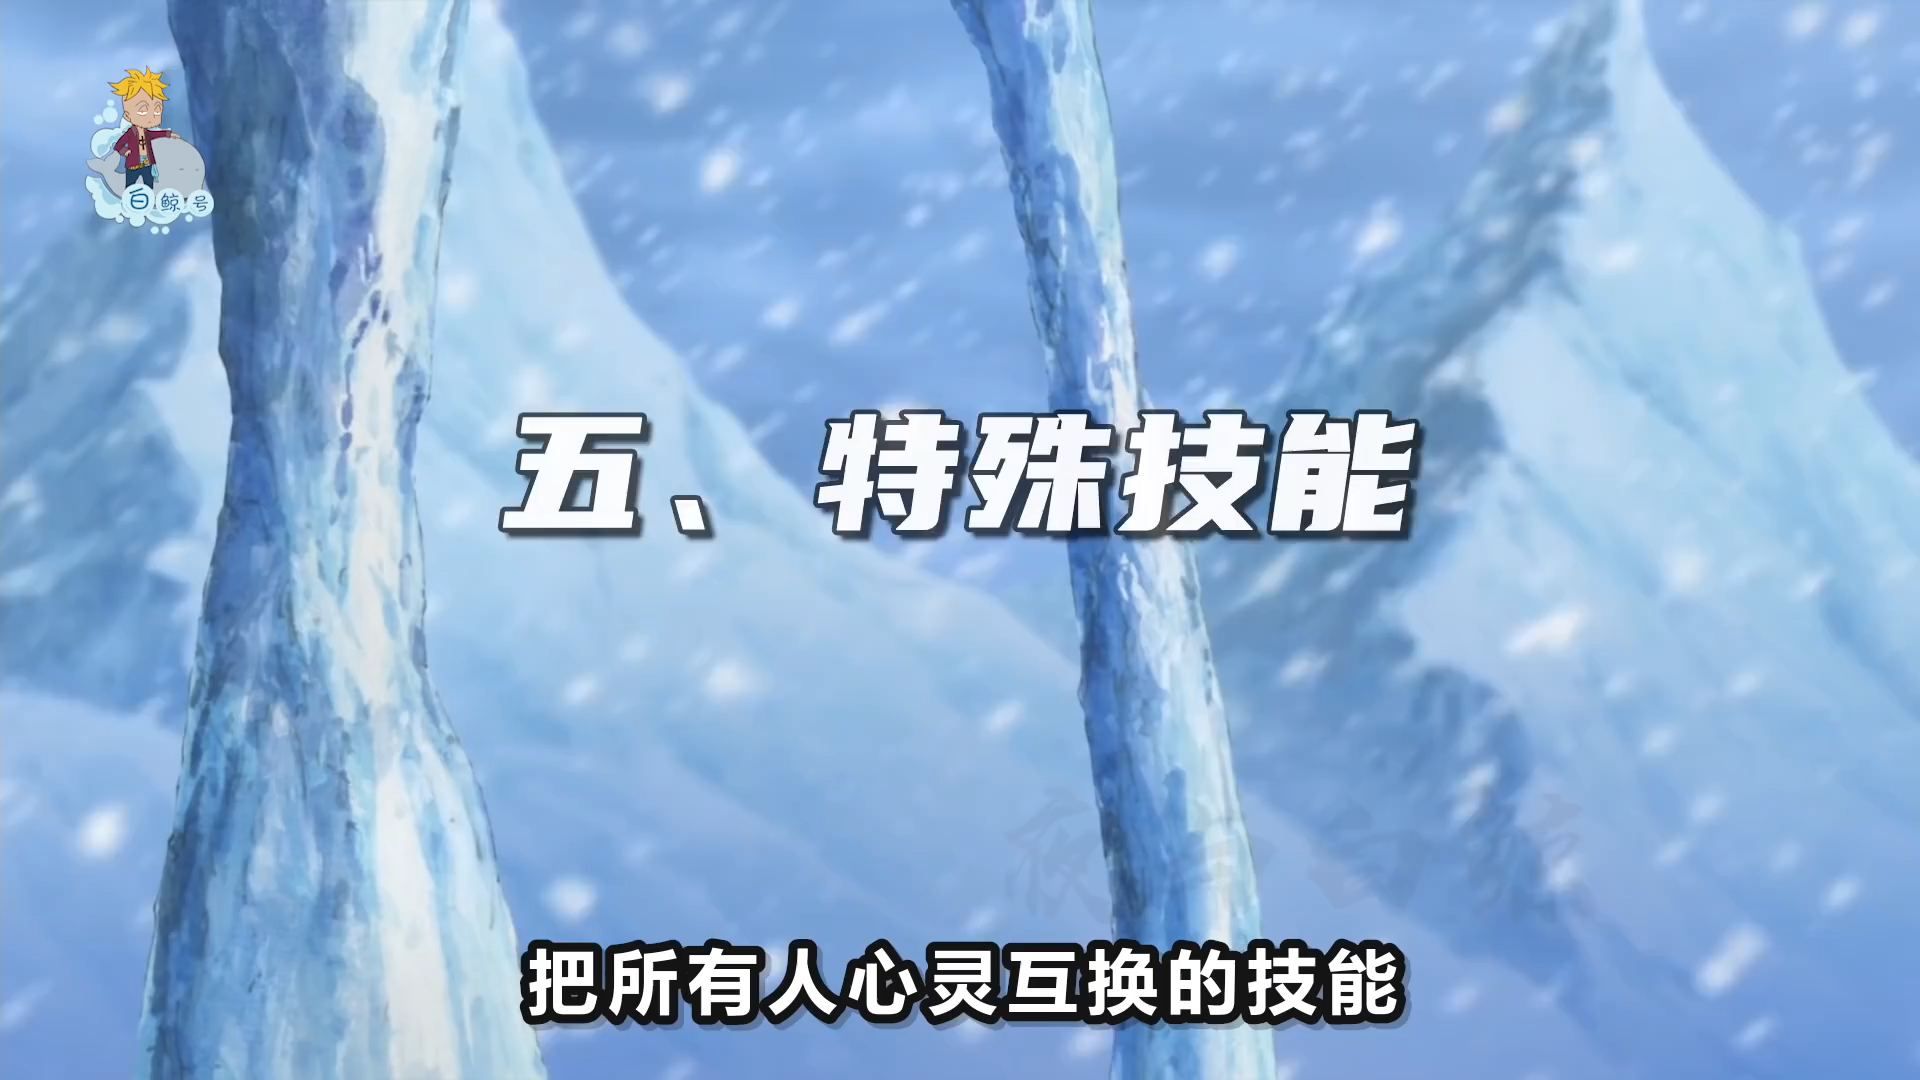 白鲸号
五、特殊技能
把所有人心灵互换的技能